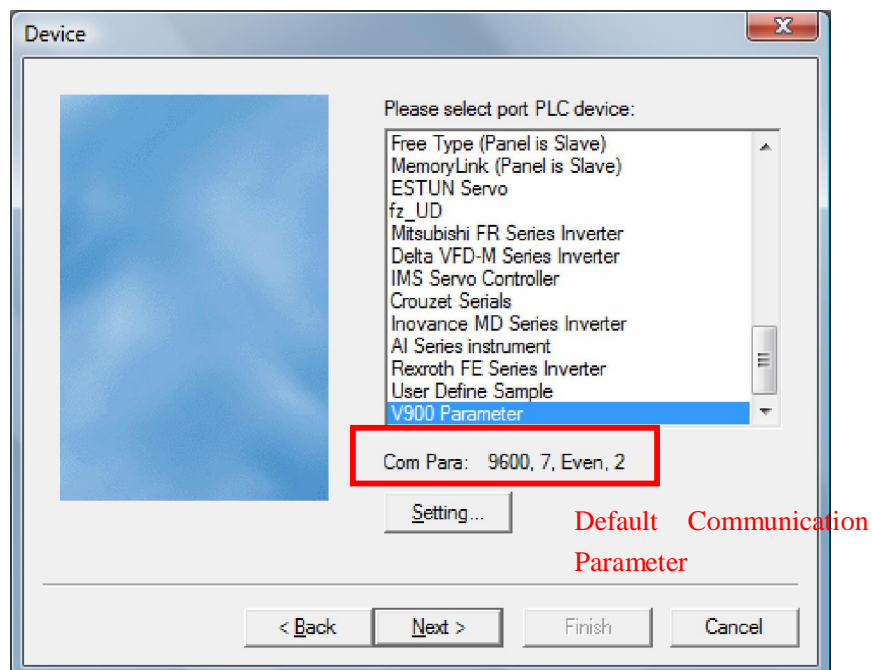 Device
Please select port PLC device:
Free Type (Panel is Slave)
MemoryLink (Panel is Slave)
ESTUN Servo
fz_UD
Mitsubishi FR Series Inverter
Delta VFD-M Series Inverter
IMS Servo Controller
Crouzet Serials
Inovance MD Series Inverter
AI Series instrument
Rexroth FE Series Inverter
User Define Sample
V900 Parameter
Com Para: 9600, 7, Even, 2
Setting...
Default Communication
Parameter
< Back Next > Finish Cancel